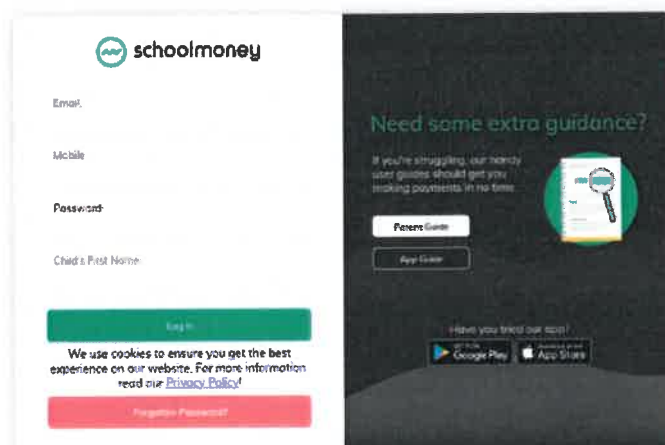 schoolmoney
Email
Mobile
Password
Child's First Name
Log In
We use cookies to ensure you get the best
experience on our website. For more information
read our Privacy Policy!
Forgotten Password?
Need some extra guidance?
If you're struggling, our handy
user guides should get you
making payments in no time.
Parent Guide
App Guide
Have you tried our app?
GET IT ON
Google Play
App Store